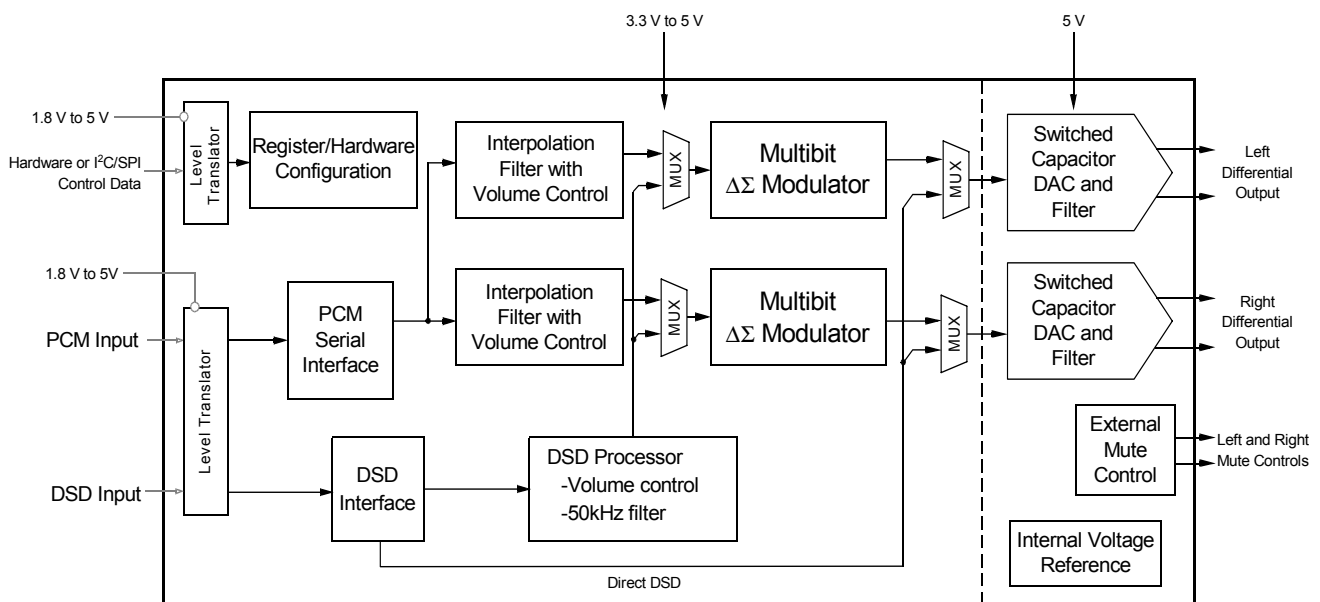 3.3 V to 5 V
5 V
1.8 V to 5 V
Hardware or I²C/SPI
Control Data
Level
Translator
Register/Hardware
Configuration
Interpolation
Filter with
Volume Control
MUX
Multibit
ΔΣ Modulator
MUX
Switched
Capacitor
DAC and
Filter
Left
Differential
Output
1.8 V to 5V
PCM Input
Level Translator
PCM
Serial
Interface
Interpolation
Filter with
Volume Control
MUX
Multibit
ΔΣ Modulator
MUX
Switched
Capacitor
DAC and
Filter
Right
Differential
Output
External
Mute
Control
Left and Right
Mute Controls
DSD Input
DSD
Interface
DSD Processor
-Volume control
-50kHz filter
Direct DSD
Internal Voltage
Reference